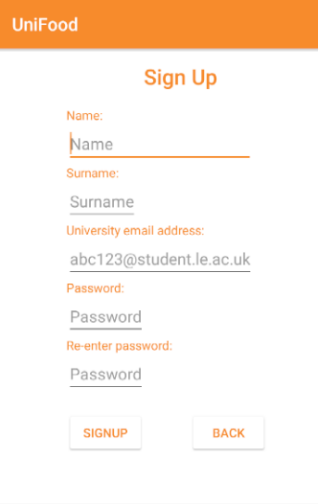 UniFood
Sign Up
Name:
Name
Surname:
Surname
University email address:
abc123@student.le.ac.uk
Password:
Password
Re-enter password:
Password
SIGNUP BACK